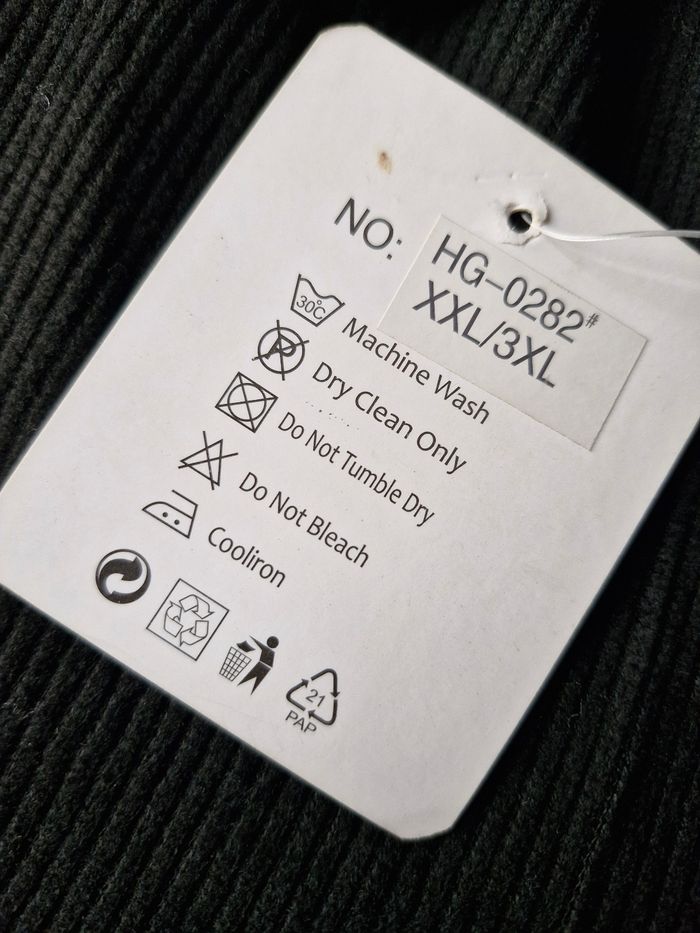 NO: HG-0282#
XXL/3XL
30℃ Machine Wash
P Dry Clean Only
Do Not Tumble Dry
Do Not Bleach
Cooliron
21
PAP